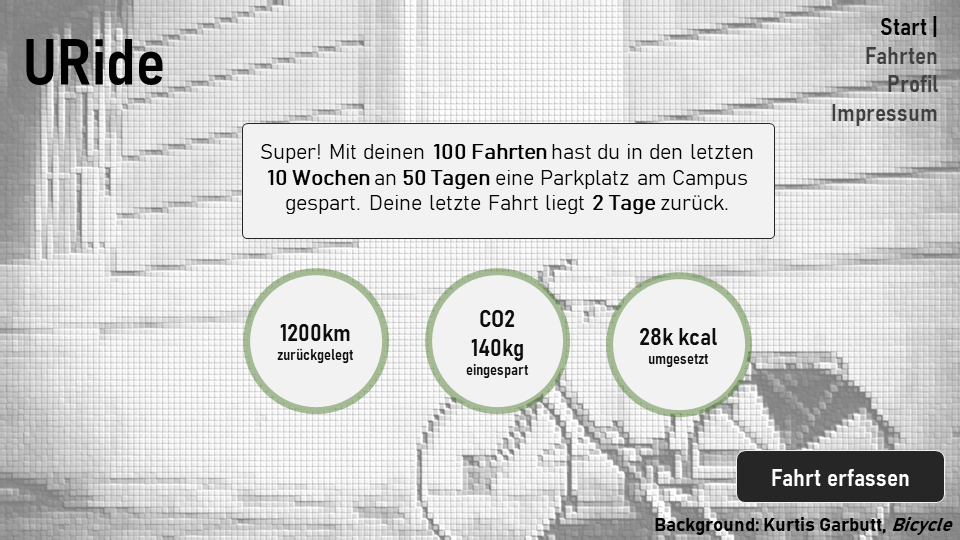 URide
Start |
Fahrten
Profil
Impressum
Super! Mit deinen 100 Fahrten hast du in den letzten
10 Wochen an 50 Tagen eine Parkplatz am Campus
gespart. Deine letzte Fahrt liegt 2 Tage zurück.
1200km
zurückgelegt
CO2
140kg
eingespart
28k kcal
umgesetzt
Fahrt erfassen
Background: Kurtis Garbutt, Bicycle